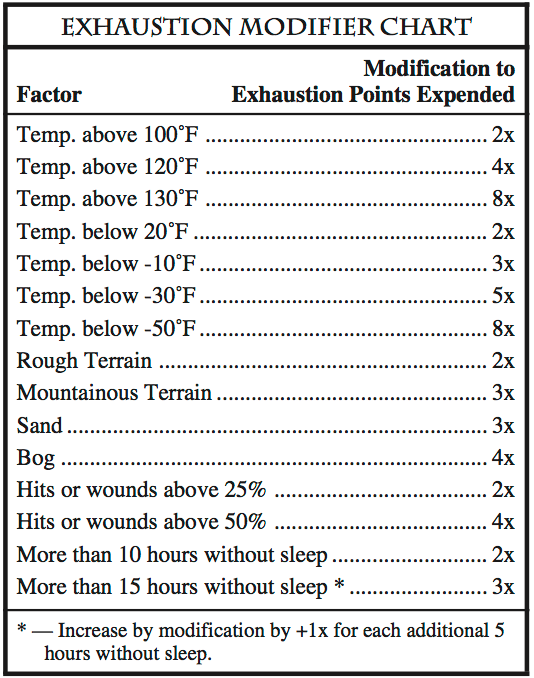 EXHAUSTION MODIFIER CHART
Modification to
Factor Exhaustion Points Expended
Temp. above 100˚F .................................................. 2x
Temp. above 120˚F .................................................. 4x
Temp. above 130˚F .................................................. 8x
Temp. below 20˚F .................................................... 2x
Temp. below -10˚F ................................................... 3x
Temp. below -30˚F ................................................... 5x
Temp. below -50˚F ................................................... 8x
Rough Terrain .......................................................... 2x
Mountainous Terrain ................................................ 3x
Sand .......................................................................... 3x
Bog ........................................................................... 4x
Hits or wounds above 25% ...................................... 2x
Hits or wounds above 50% ...................................... 4x
More than 10 hours without sleep ............................ 2x
More than 15 hours without sleep * ......................... 3x
* — Increase by modification by +1x for each additional 5
hours without sleep.